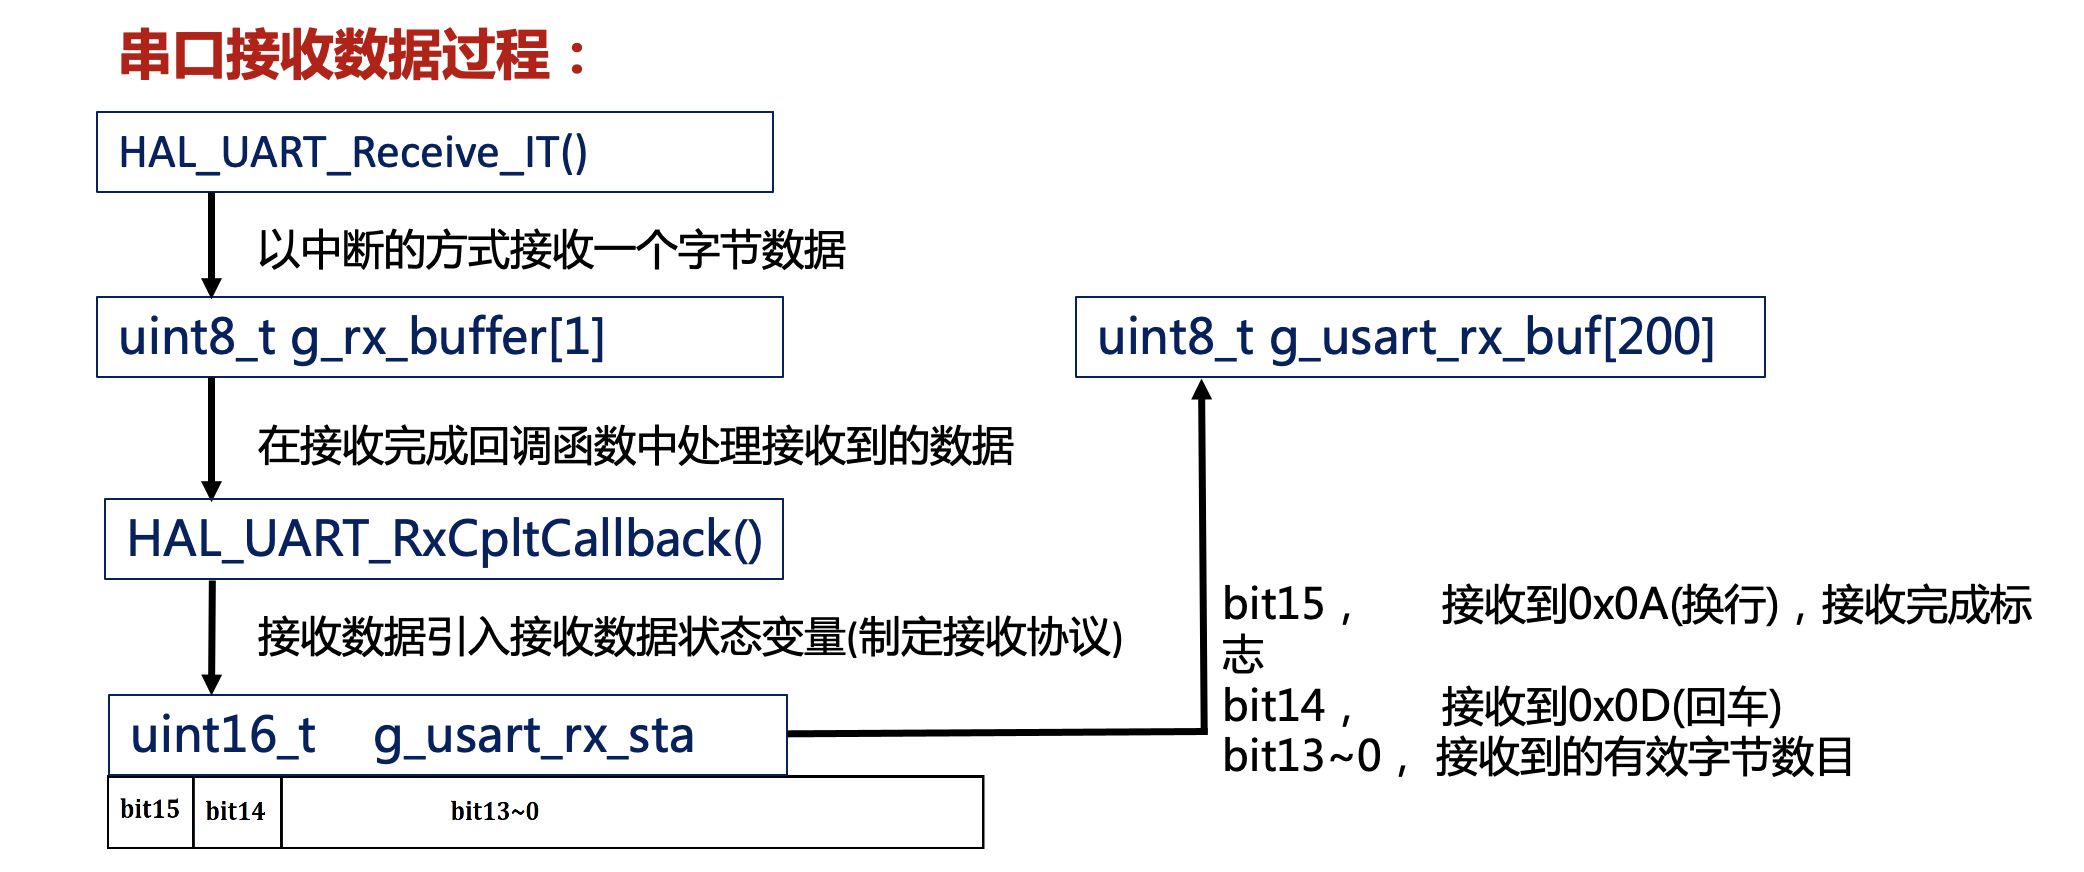 串口接收数据过程：
HAL_UART_Receive_IT()
以中断的方式接收一个字节数据
uint8_t g_rx_buffer[1]
uint8_t g_usart_rx_buf[200]
在接收完成回调函数中处理接收到的数据
HAL_UART_RxCpltCallback()
接收数据引入接收数据状态变量(制定接收协议)
uint16_t g_usart_rx_sta
bit15 bit14 bit13~0
bit15， 接收到0x0A(换行)，接收完成标
志
bit14， 接收到0x0D(回车)
bit13~0， 接收到的有效字节数目